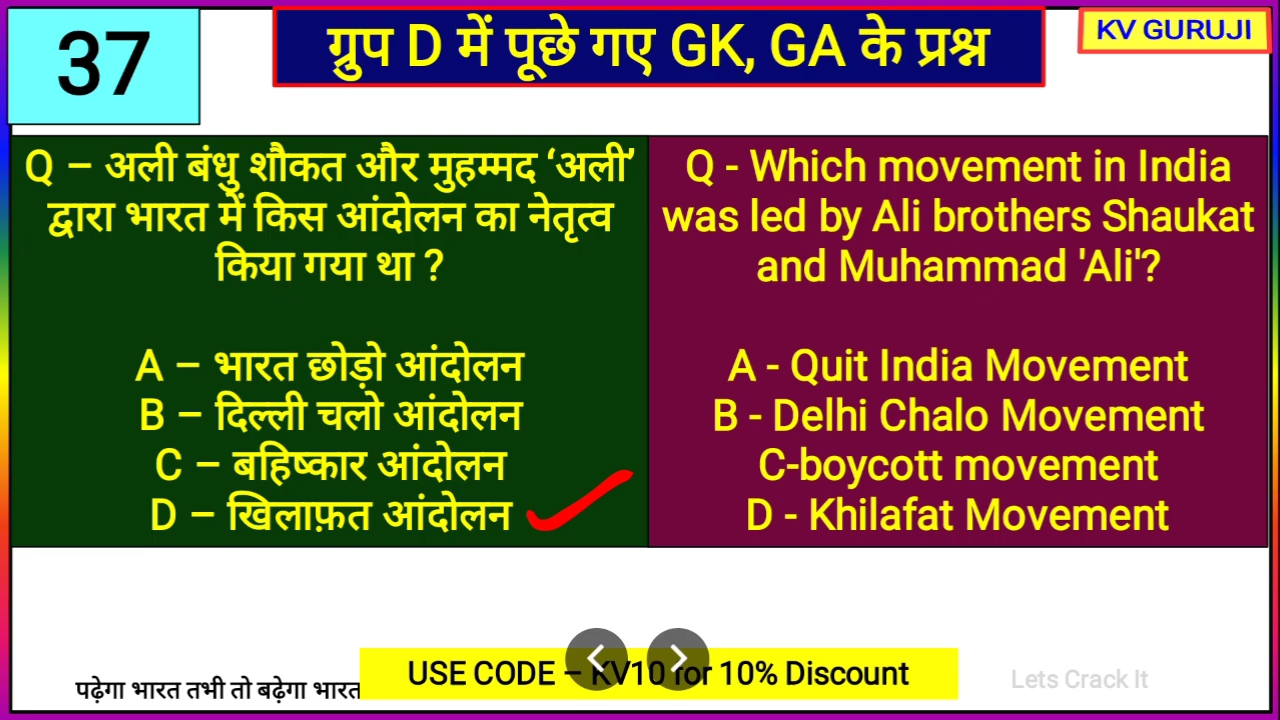 37
ग्रुप D में पूछे गए GK, GA के प्रश्न
KV GURUJI
Q – अली बंधु शौकत और मुहम्मद ‘अली’
द्वारा भारत में किस आंदोलन का नेतृत्व
किया गया था ?
A – भारत छोड़ो आंदोलन
B – दिल्ली चलो आंदोलन
C – बहिष्कार आंदोलन
D – खिलाफ़त आंदोलन
Q - Which movement in India
was led by Ali brothers Shaukat
and Muhammad 'Ali'?
A - Quit India Movement
B - Delhi Chalo Movement
C-boycott movement
D - Khilafat Movement
पढ़ेगा भारत तभी तो बढ़ेगा भारत
USE CODE – KV10 for 10% Discount
Lets Crack It